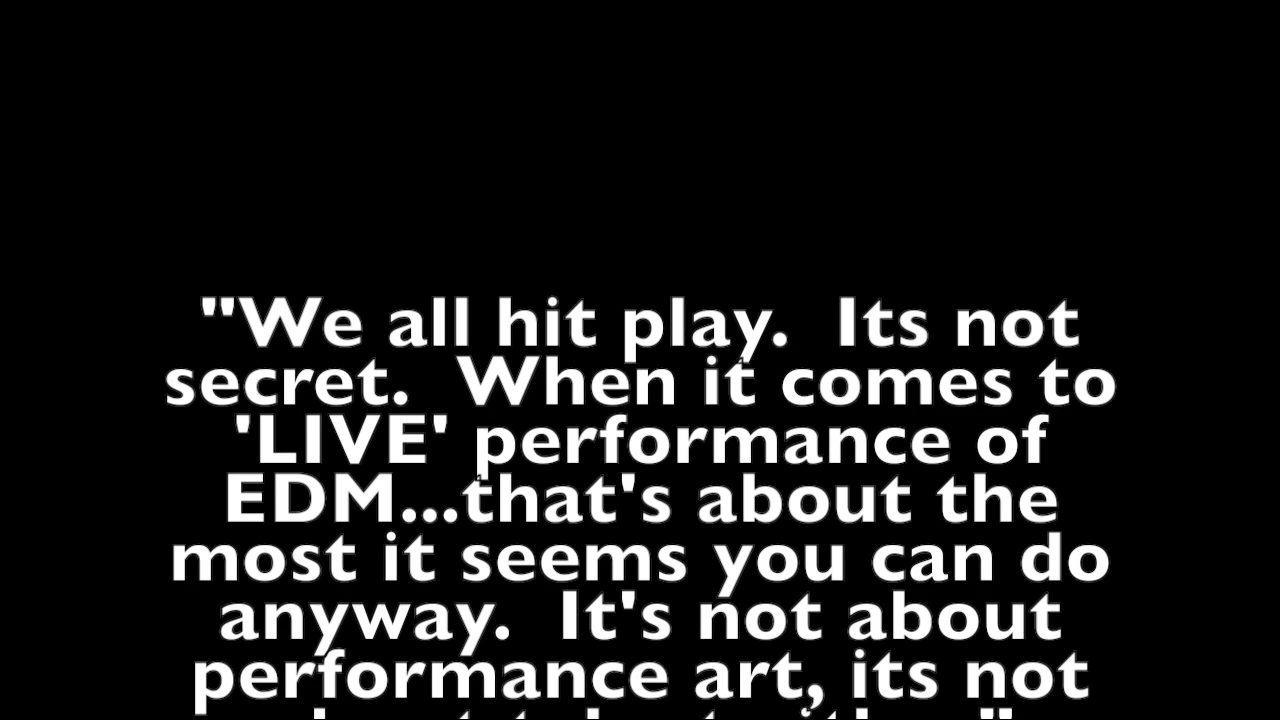 "We all hit play.  Its not
secret.  When it comes to
'LIVE' performance of
EDM...that's about the
most it seems you can do
anyway.  It's not about
performance art, its not